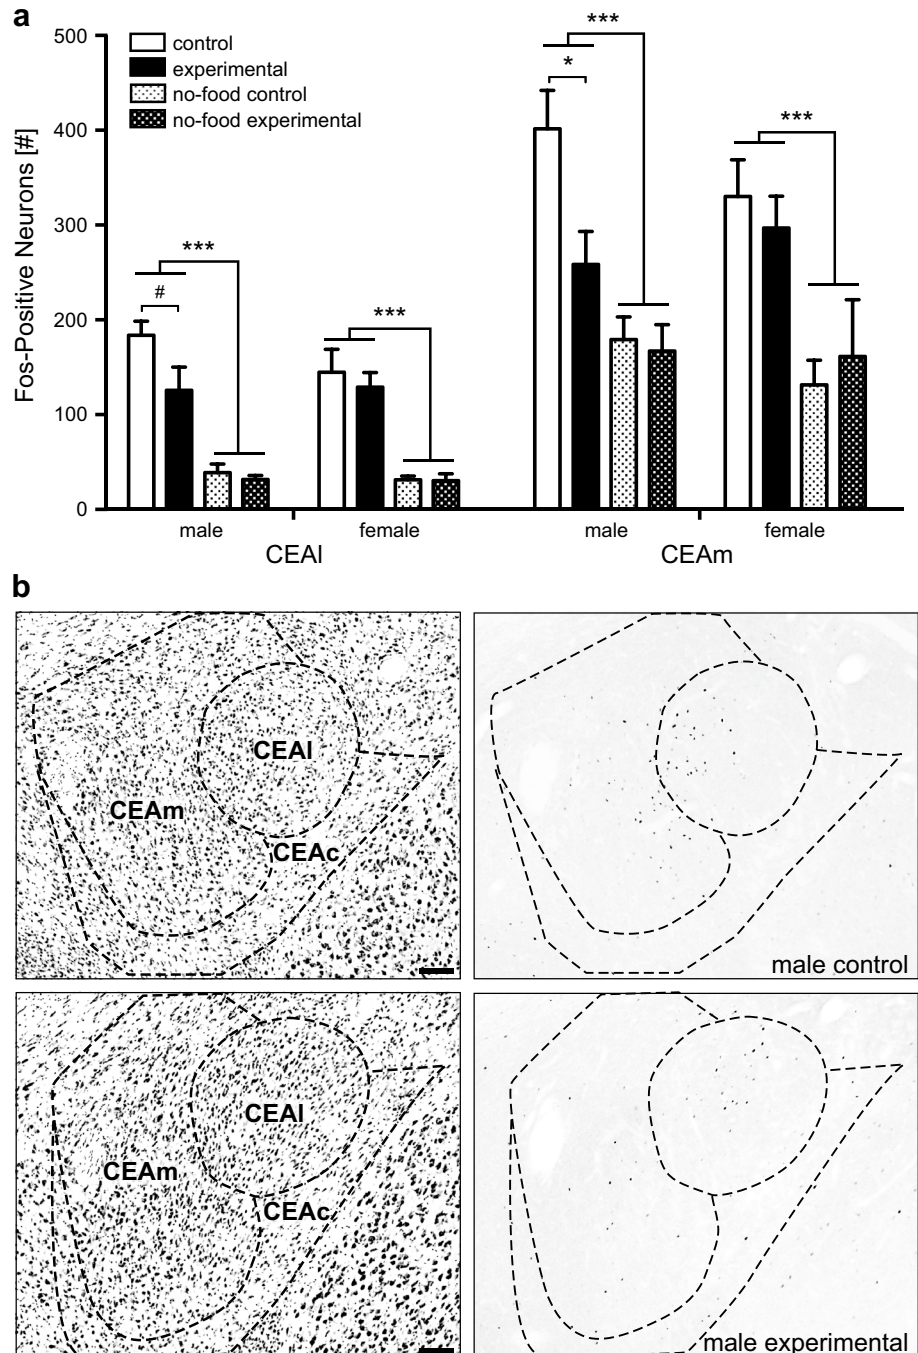 a
500
400
300
200
100
0
Fos-Positive Neurons [#]
control
experimental
no-food control
no-food experimental
***
#
***
***
*
***
male
female
male
female
CEAl
CEAm
b
CEAl
CEAm
CEAc
male control
CEAl
CEAm
CEAc
male experimental